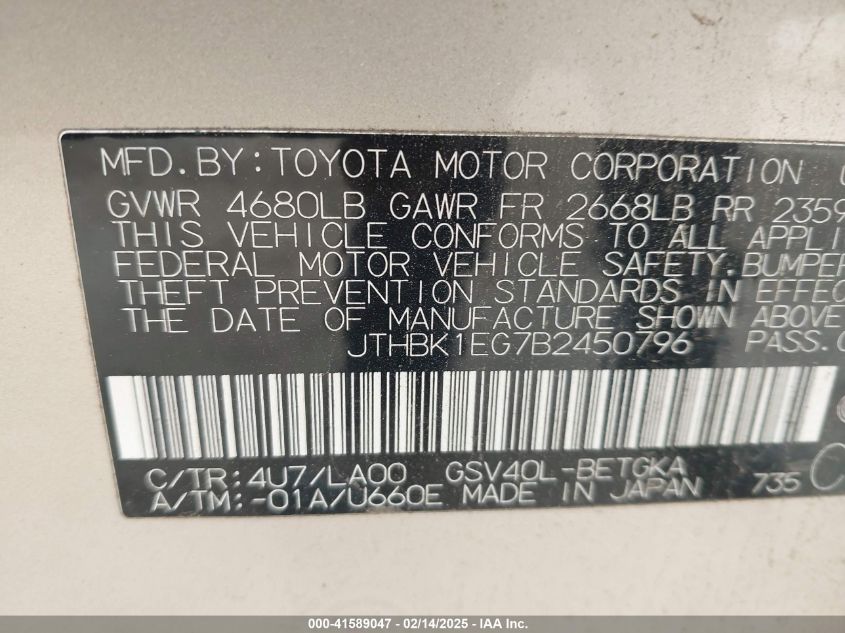 MFD.BY:TOYOTA MOTOR CORPORATION
GVWR 4680LB GAWR FR 2668LB RR 2359
THIS VEHICLE CONFORMS TO ALL APPLI
FEDERAL MOTOR VEHICLE SAFETY,BUMPER
THEFT PREVENTION STANDARDS IN EFFEC
THE DATE OF MANUFACTURE SHOWN ABOVE
JTHBK1EG7B2450796 PASS.C
C/TR:4U7/LA00 GSV40L-BETGKA
A/TM:-01A/U660E MADE IN JAPAN 735
000-41589047 — 02/14/2025 — IAA Inc.